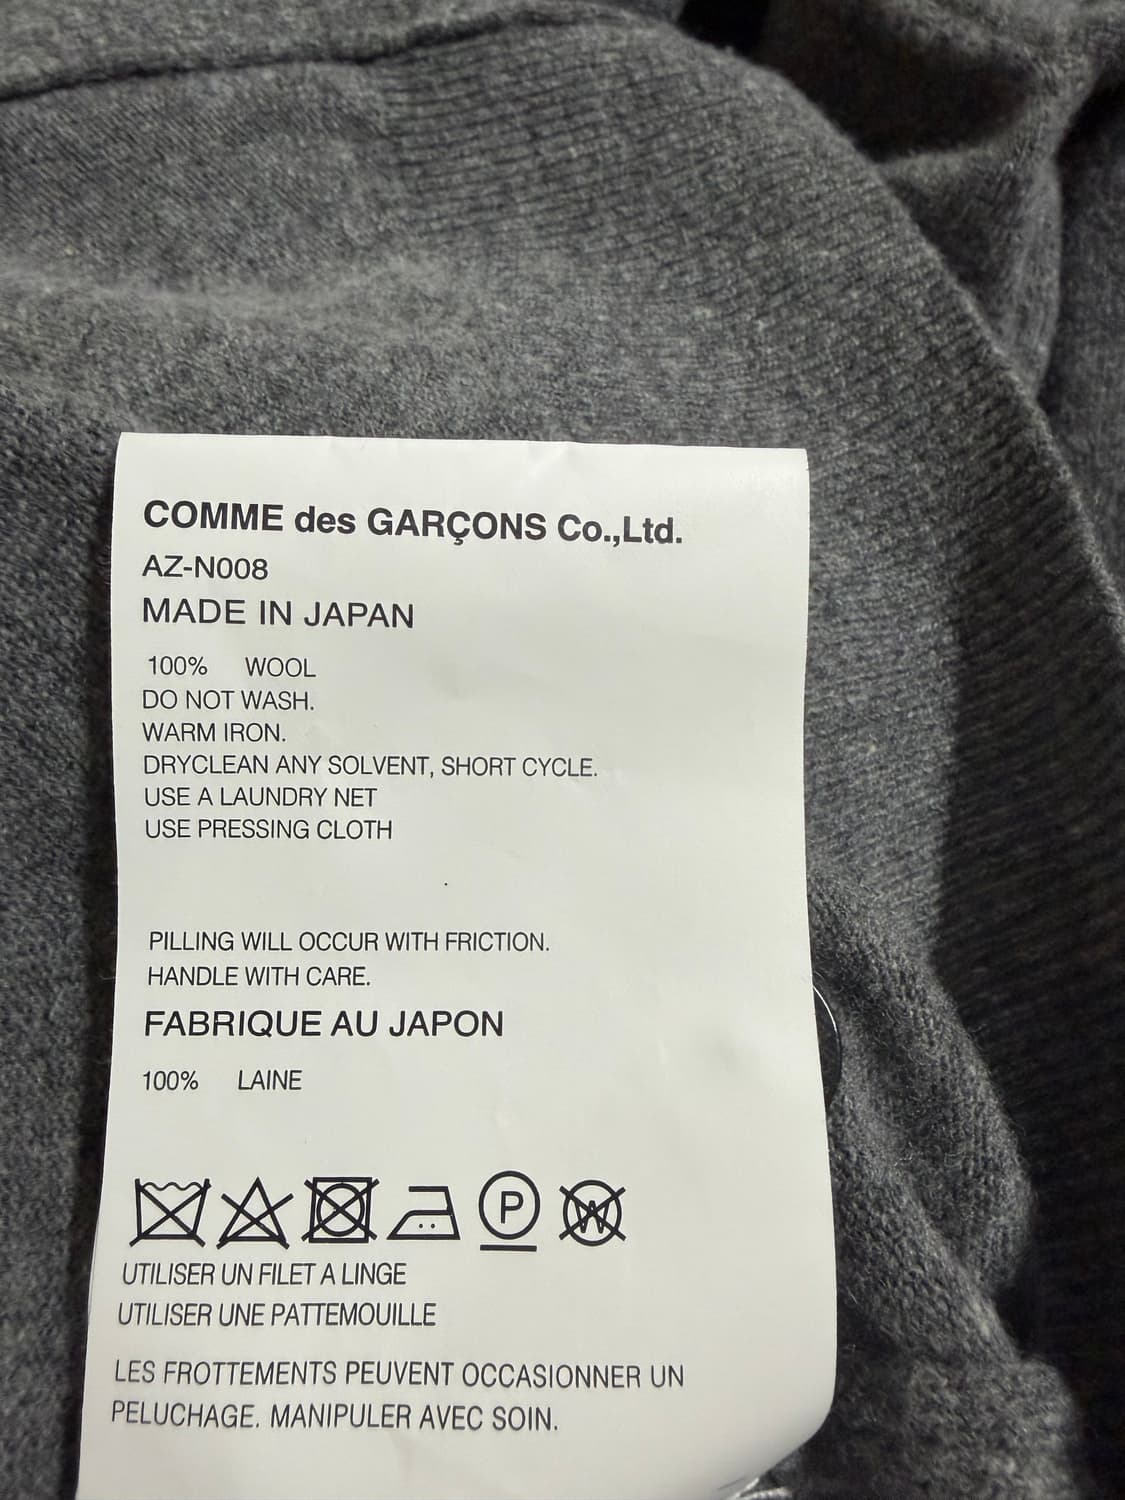 COMME des GARÇONS Co.,Ltd.
AZ-N008
MADE IN JAPAN
100% WOOL
DO NOT WASH.
WARM IRON.
DRYCLEAN ANY SOLVENT, SHORT CYCLE.
USE A LAUNDRY NET
USE PRESSING CLOTH
PILLING WILL OCCUR WITH FRICTION.
HANDLE WITH CARE.
FABRIQUE AU JAPON
100% LAINE
P W
UTILISER UN FILET A LINGE
UTILISER UNE PATTEMOUILLE
LES FROTTEMENTS PEUVENT OCCASIONNER UN
PELUCHAGE. MANIPULER AVEC SOIN.